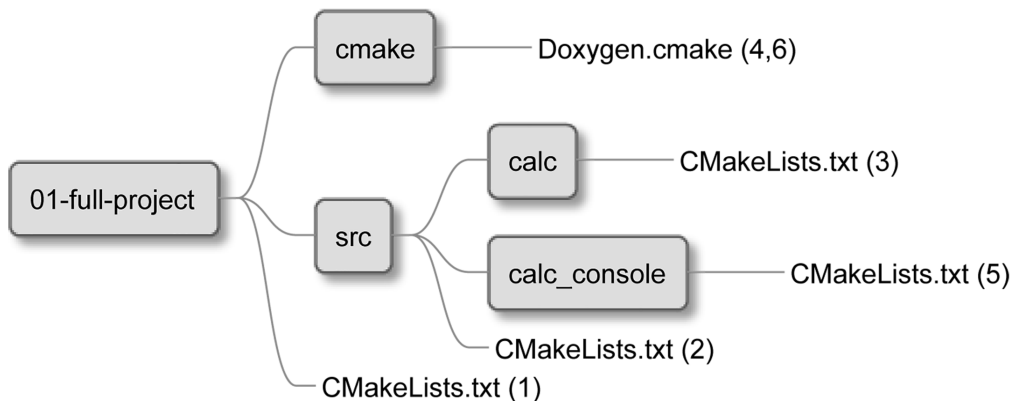 cmake
Doxygen.cmake (4,6)
calc
CMakeLists.txt (3)
01-full-project
src
calc_console
CMakeLists.txt (5)
CMakeLists.txt (2)
CMakeLists.txt (1)